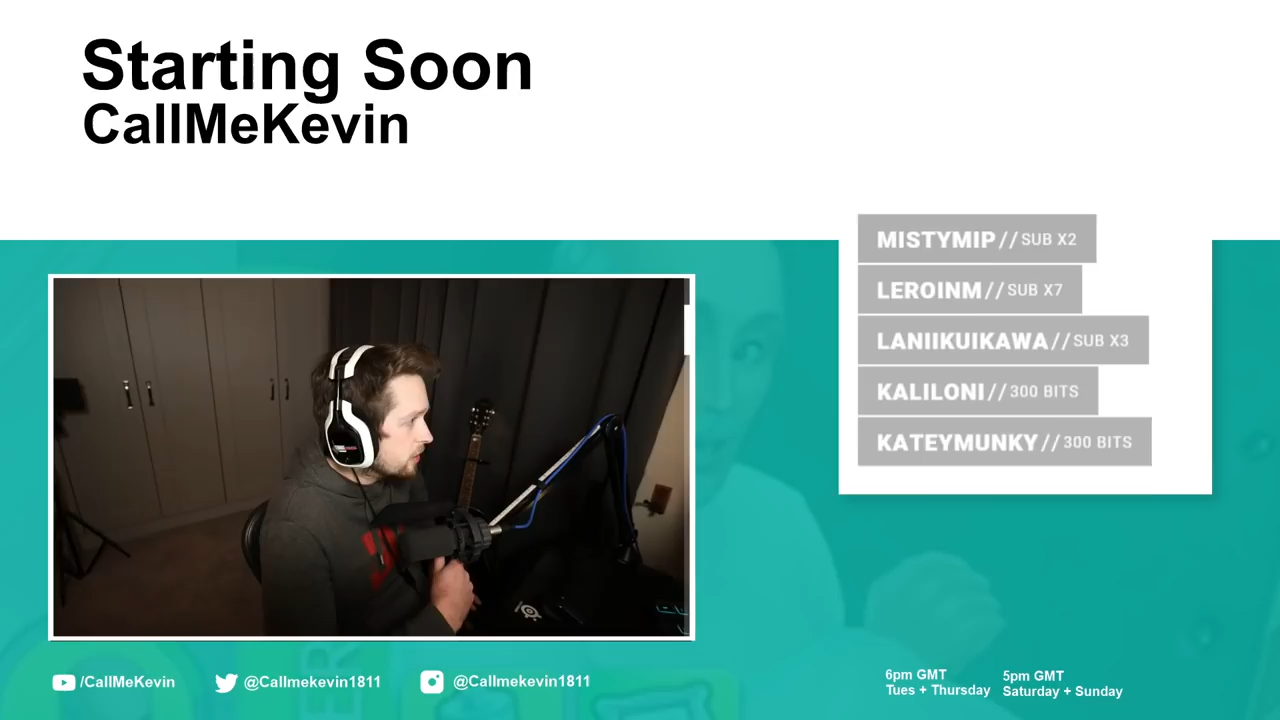 Starting Soon
CallMeKevin
MISTYMIP// SUB X2
LEROINM// SUB X7
LANIIKUIKAWA// SUB X3
KALILONI// 300 BITS
KATEYMUNKY// 300 BITS
/CallMeKevin
@Callmekevin1811
@Callmekevin1811
6pm GMT
Tues + Thursday
5pm GMT
Saturday + Sunday